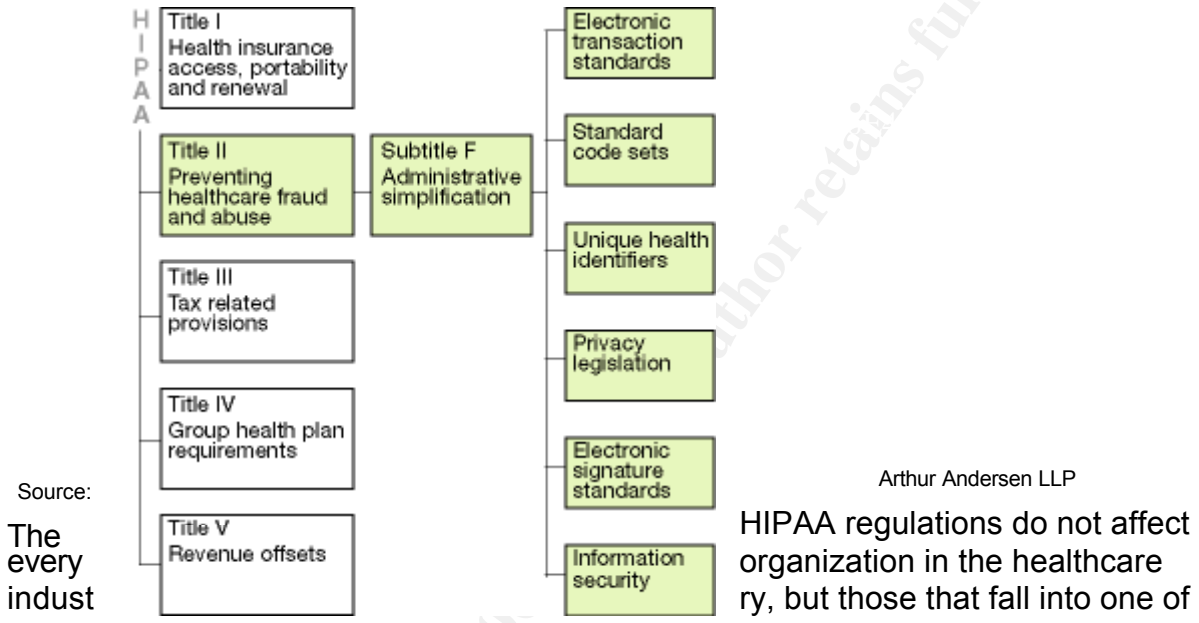 HIPAA
Title I
Health insurance
access, portability
and renewal
Title II
Preventing
healthcare fraud
and abuse
Title III
Tax related
provisions
Title IV
Group health plan
requirements
Title V
Revenue offsets
Subtitle F
Administrative
simplification
Electronic
transaction
standards
Standard
code sets
Unique health
identifiers
Privacy
legislation
Electronic
signature
standards
Information
security
Source: Arthur Andersen LLP
The HIPAA regulations do not affect
every organization in the healthcare
indust ry, but those that fall into one of
author retains